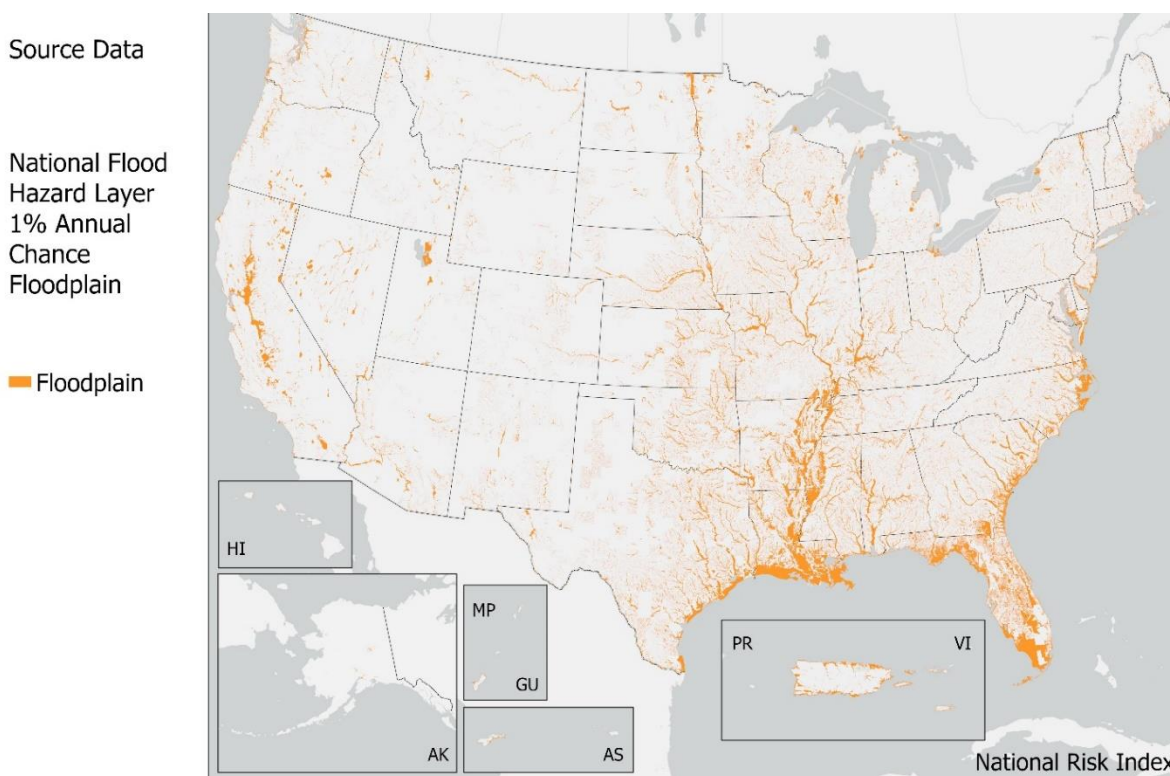 Source Data
National Flood
Hazard Layer
1% Annual
Chance
Floodplain
Floodplain
HI
AK
MP
GU
AS
PR
VI
National Risk Index